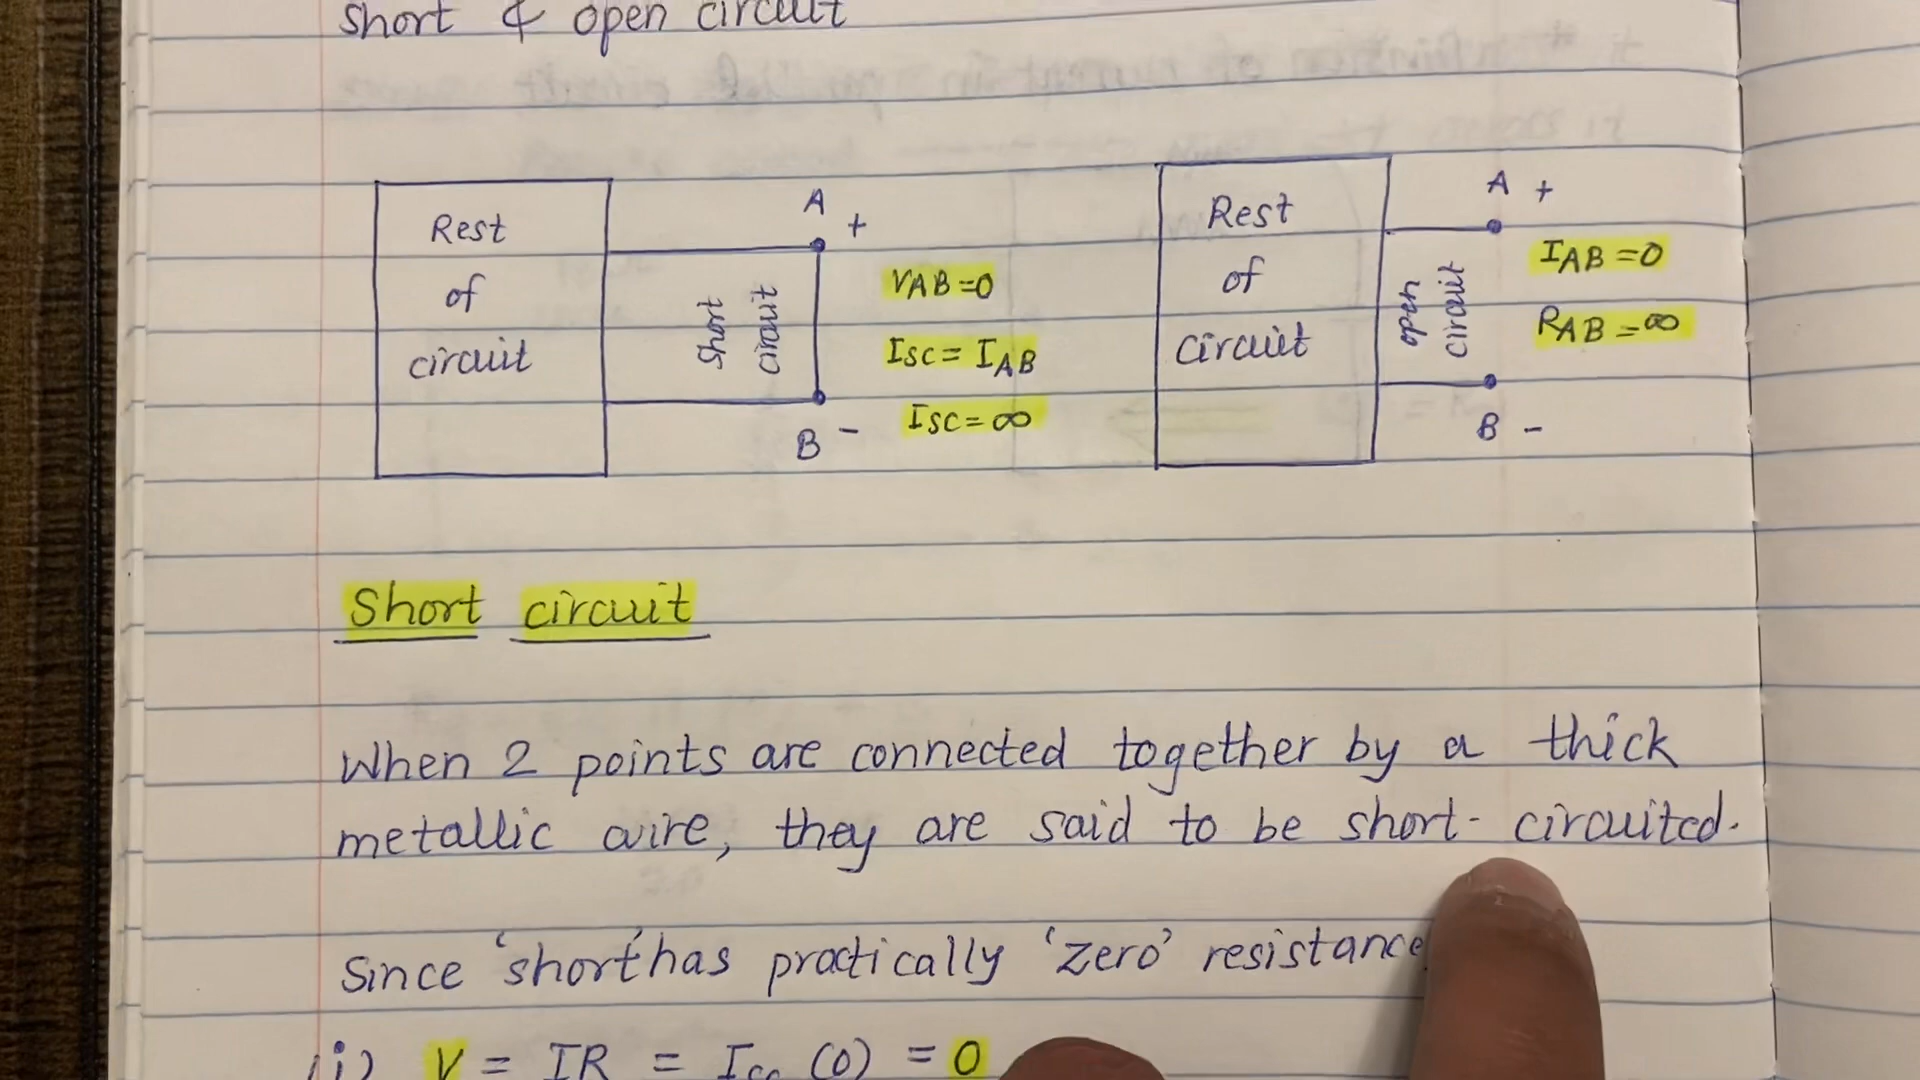 Short & open circuit
Rest
of
circuit
Short
circuit
A
+
VAB=0
ISC= IAB
ISC=∞
B -
Rest
of
circuit
open
circuit
A +
IAB=0
RAB=∞
B -
Short circuit
When 2 points are connected together by a thick
metallic wire, they are said to be short- circuited.
Since 'short' has practically 'zero' resistance
(i) V = IR = Isc (0) = 0